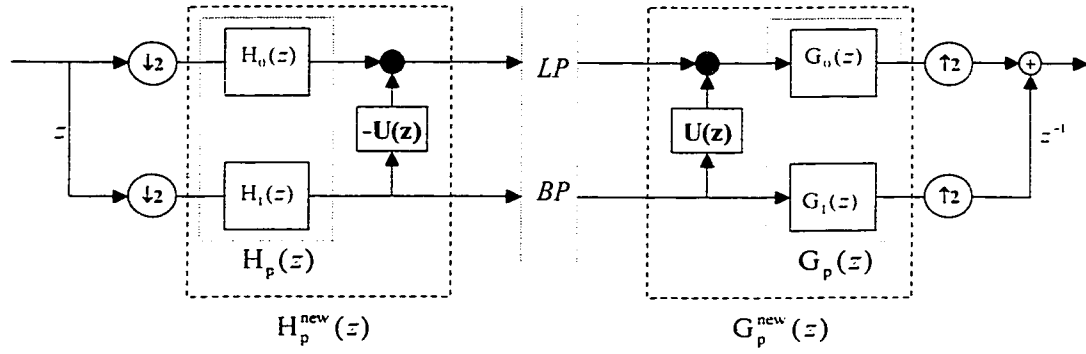 ↓2 H₀(z) LP G₀(z) ↑2 +
z -U(z) U(z) z⁻¹
↓2 H₁(z) BP G₁(z) ↑2
Hₚ(z) Gₚ(z)
Hₚⁿᵉʷ(z) Gₚⁿᵉʷ(z)